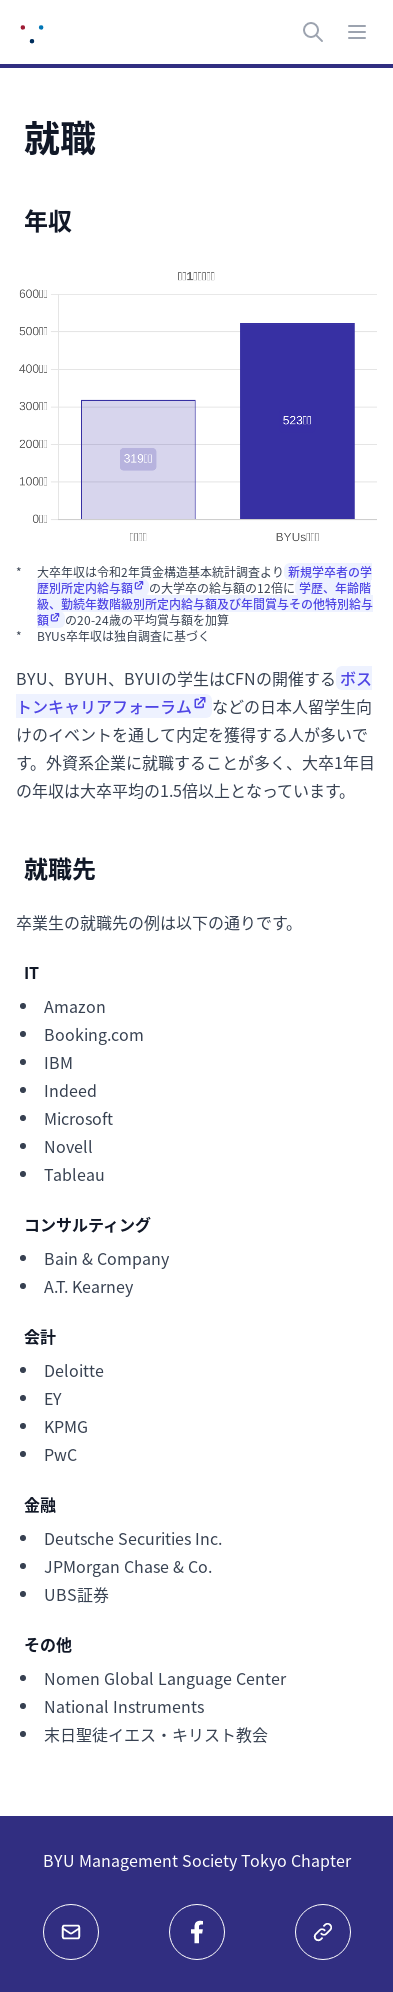 就職
年収
1
600
500
400
300
200
100
0
319
523
BYUs
* 大卒年収は令和2年賃金構造基本統計調査より 新規学卒者の学
歴別所定内給与額 の大学卒の給与額の12倍に 学歴、年齢階
級、勤続年数階級別所定内給与額及び年間賞与その他特別給与
額 の20-24歳の平均賞与額を加算
* BYUs卒年収は独自調査に基づく
BYU、BYUH、BYUIの学生はCFNの開催する ボス
トンキャリアフォーラム などの日本人留学生向
けのイベントを通して内定を獲得する人が多いで
す。外資系企業に就職することが多く、大卒1年目
の年収は大卒平均の1.5倍以上となっています。
就職先
卒業生の就職先の例は以下の通りです。
IT
Amazon
Booking.com
IBM
Indeed
Microsoft
Novell
Tableau
コンサルティング
Bain & Company
A.T. Kearney
会計
Deloitte
EY
KPMG
PwC
金融
Deutsche Securities Inc.
JPMorgan Chase & Co.
UBS証券
その他
Nomen Global Language Center
National Instruments
末日聖徒イエス・キリスト教会
BYU Management Society Tokyo Chapter